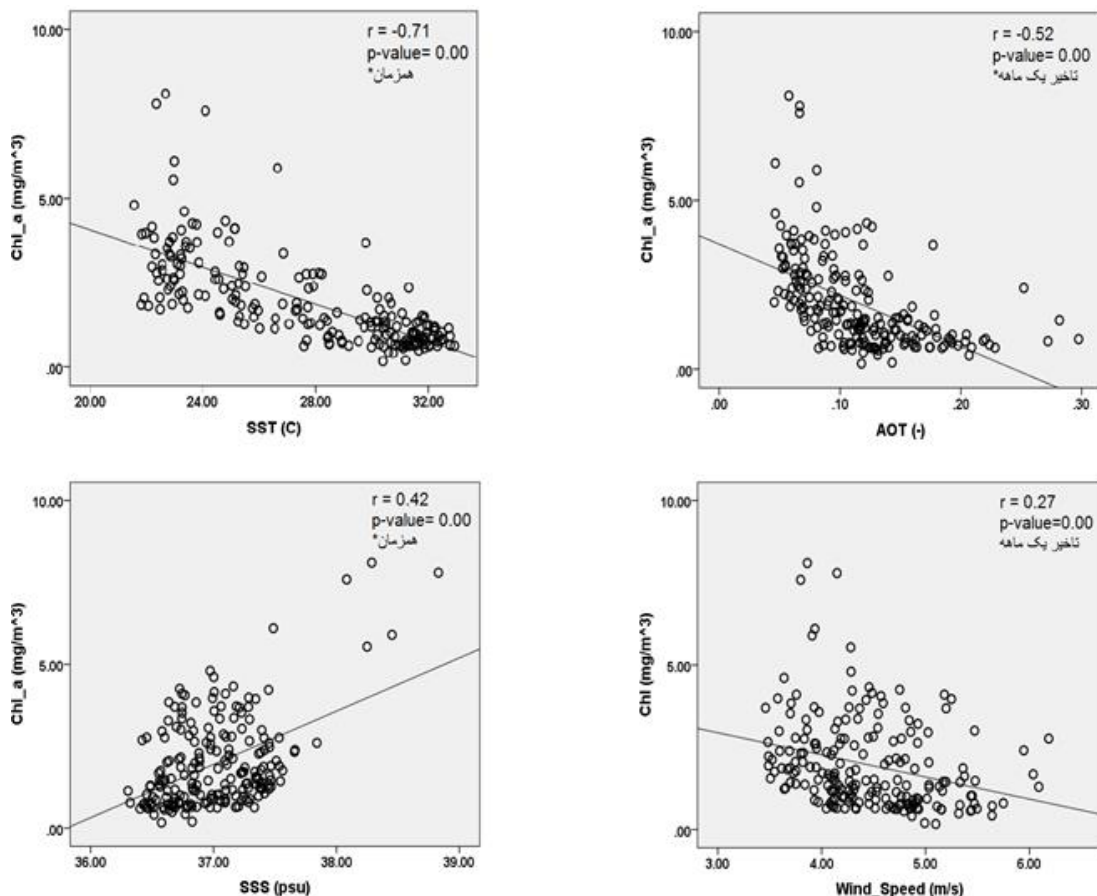 r = -0.71
p-value= 0.00
همزمان*
10.00
5.00
.00
Chl_a (mg/m^3)
20.00 24.00 28.00 32.00
SST (C)
r = -0.52
p-value= 0.00
تاخیر یک ماهه*
10.00
5.00
.00
Chl_a (mg/m^3)
.00 .10 .20 .30
AOT (-)
r = 0.42
p-value= 0.00
همزمان*
10.00
5.00
.00
Chl_a (mg/m^3)
36.00 37.00 38.00 39.00
SSS (psu)
r = 0.27
p-value=0.00
تاخیر یک ماهه
10.00
5.00
.00
Chl (mg/m^3)
3.00 4.00 5.00 6.00
Wind_Speed (m/s)